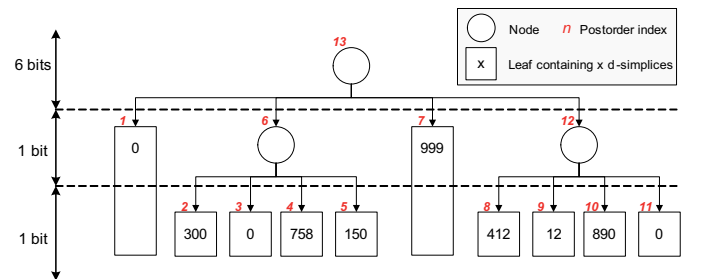 13
Node
n Postorder index
x Leaf containing x d-simplices
6 bits
1 6 7 12
1 bit
0 999
2 3 4 5 8 9 10 11
1 bit
300 0 758 150 412 12 890 0